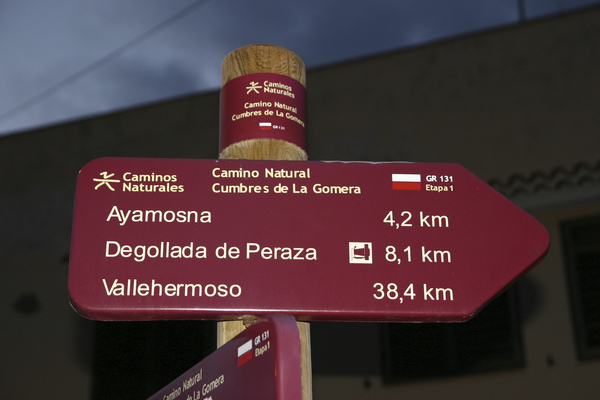 Caminos
Naturales
Camino Natural
Cumbres de La Gomera
GR 131
Caminos
Naturales
Camino Natural
Cumbres de La Gomera
GR 131
Etapa 1
Ayamosna 4,2 km
Degollada de Peraza 8,1 km
Vallehermoso 38,4 km
GR 131
Etapa 1
Camino Natural
de La Gomera